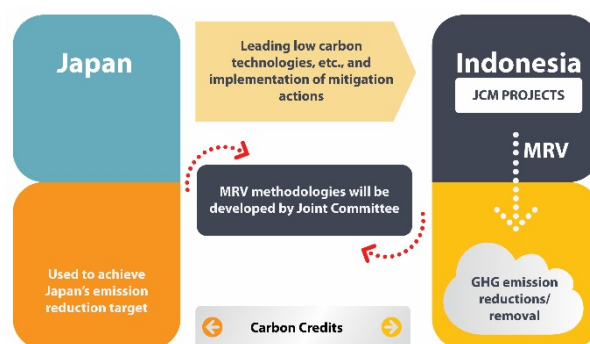 Japan
Leading low carbon
technologies, etc., and
implementation of mitigation
actions
Indonesia
JCM PROJECTS
MRV
MRV methodologies will be
developed by Joint Committee
Used to achieve
Japan's emission
reduction target
Carbon Credits
GHG emission
reductions/
removal